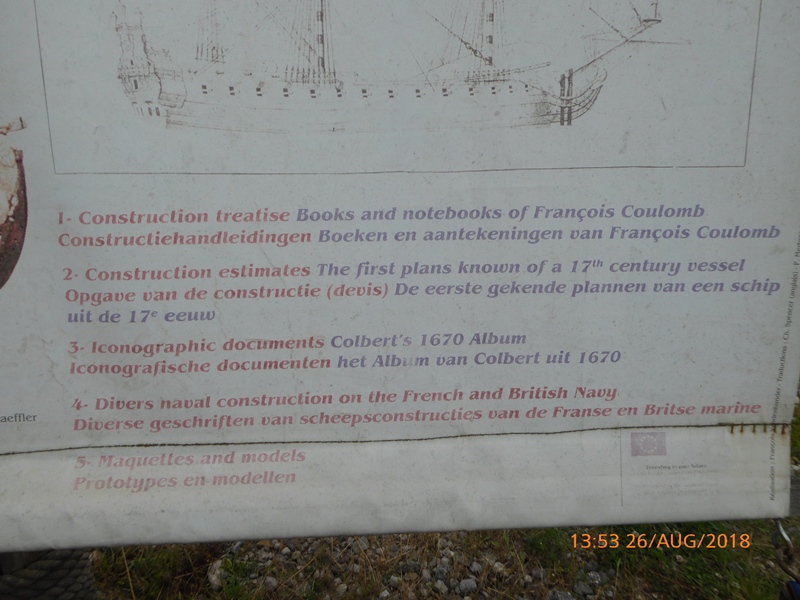 1- Construction treatise Books and notebooks of François Coulomb
Constructiehandleidingen Boeken en aantekeningen van François Coulomb
2- Construction estimates The first plans known of a 17th century vessel
Opgave van de constructie (devis) De eerste gekende plannen van een schip
uit de 17e eeuw
3- Iconographic documents Colbert's 1670 Album
Iconografische documenten het Album van Colbert uit 1670
4- Divers naval construction on the French and British Navy
Diverse geschriften van scheepsconstructies van de Franse en Britse marine
aeffler
5- Maquettes and models
Prototypes en modellen
13:53 26/AUG/2018